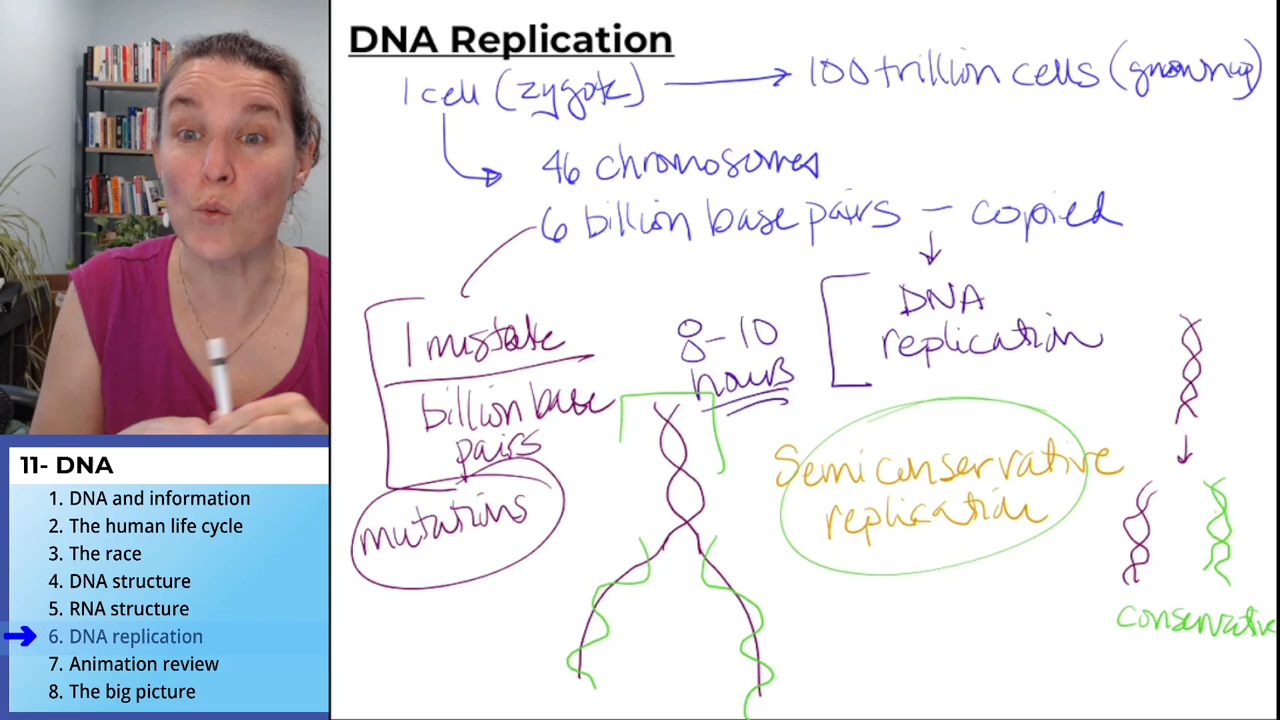 DNA Replication
1 cell (zygote) → 100 trillion cells (grownup)
46 chromosomes
6 billion base pairs – copied
DNA
replication
8-10
hours
1 mistake
billion base
pairs
mutations
Semiconservative
replication
conservative
11- DNA
1. DNA and information
2. The human life cycle
3. The race
4. DNA structure
5. RNA structure
6. DNA replication
7. Animation review
8. The big picture